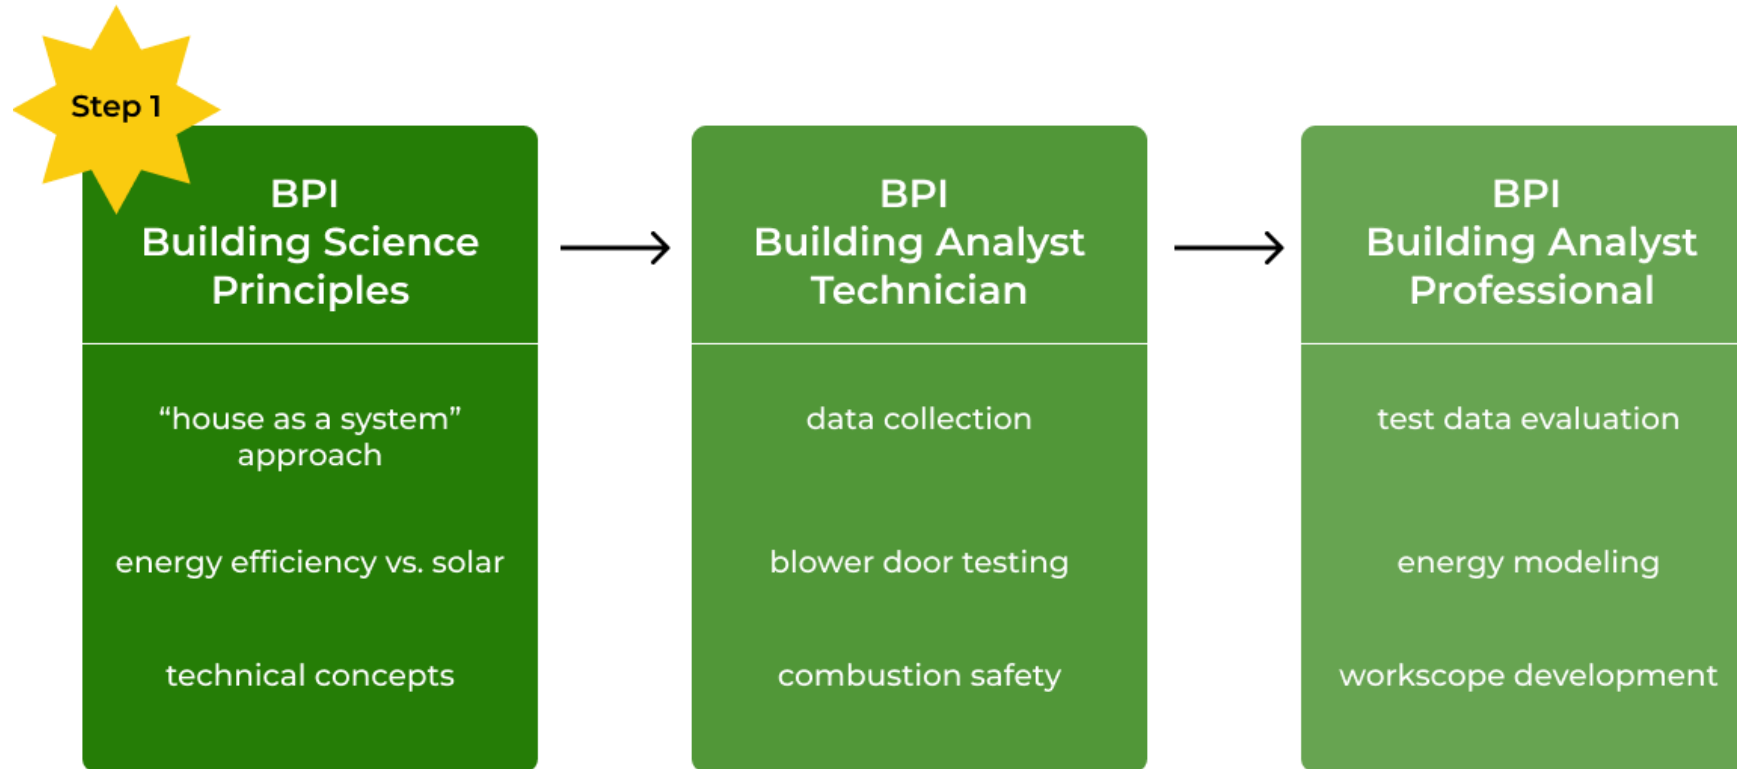 Step 1
BPI
Building Science
Principles
“house as a system”
approach
energy efficiency vs. solar
technical concepts
BPI
Building Analyst
Technician
data collection
blower door testing
combustion safety
BPI
Building Analyst
Professional
test data evaluation
energy modeling
workscope development